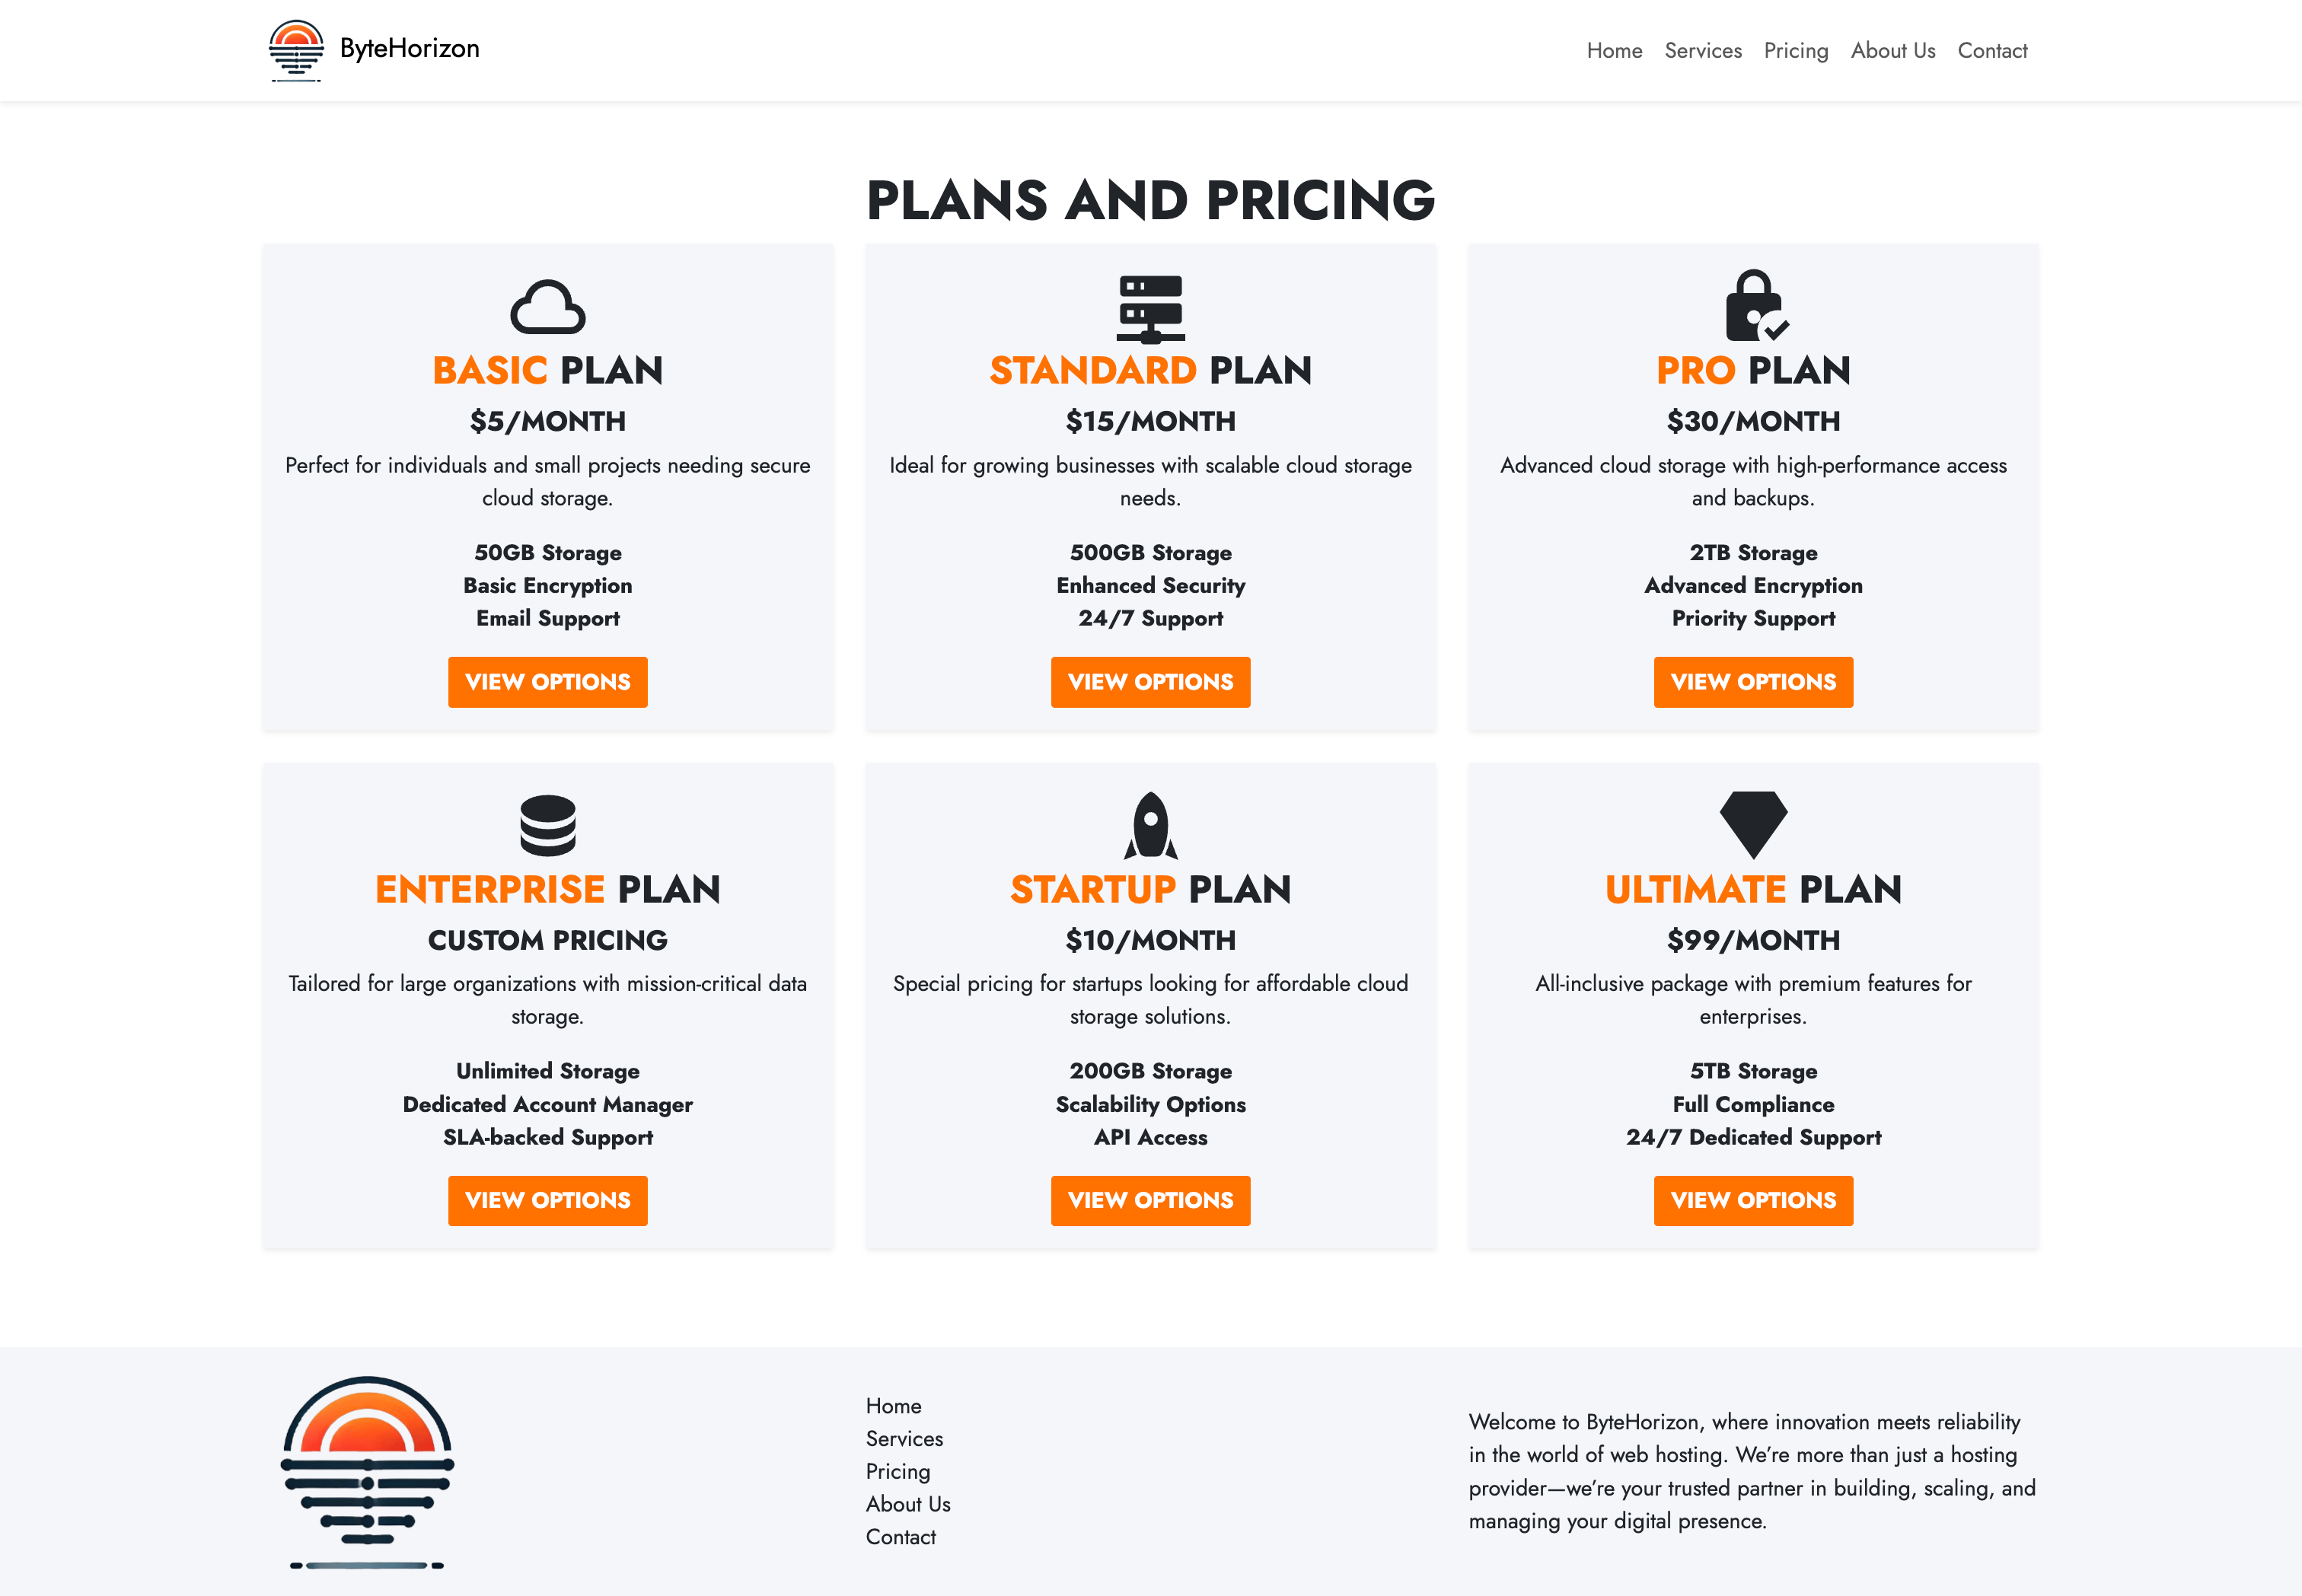 ByteHorizon
Home Services Pricing About Us Contact
PLANS AND PRICING
BASIC PLAN
$5/MONTH
Perfect for individuals and small projects needing secure
cloud storage.
50GB Storage
Basic Encryption
Email Support
VIEW OPTIONS
STANDARD PLAN
$15/MONTH
Ideal for growing businesses with scalable cloud storage
needs.
500GB Storage
Enhanced Security
24/7 Support
VIEW OPTIONS
PRO PLAN
$30/MONTH
Advanced cloud storage with high-performance access
and backups.
2TB Storage
Advanced Encryption
Priority Support
VIEW OPTIONS
ENTERPRISE PLAN
CUSTOM PRICING
Tailored for large organizations with mission-critical data
storage.
Unlimited Storage
Dedicated Account Manager
SLA-backed Support
VIEW OPTIONS
STARTUP PLAN
$10/MONTH
Special pricing for startups looking for affordable cloud
storage solutions.
200GB Storage
Scalability Options
API Access
VIEW OPTIONS
ULTIMATE PLAN
$99/MONTH
All-inclusive package with premium features for
enterprises.
5TB Storage
Full Compliance
24/7 Dedicated Support
VIEW OPTIONS
Home
Services
Pricing
About Us
Contact
Welcome to ByteHorizon, where innovation meets reliability
in the world of web hosting. We’re more than just a hosting
provider—we’re your trusted partner in building, scaling, and
managing your digital presence.